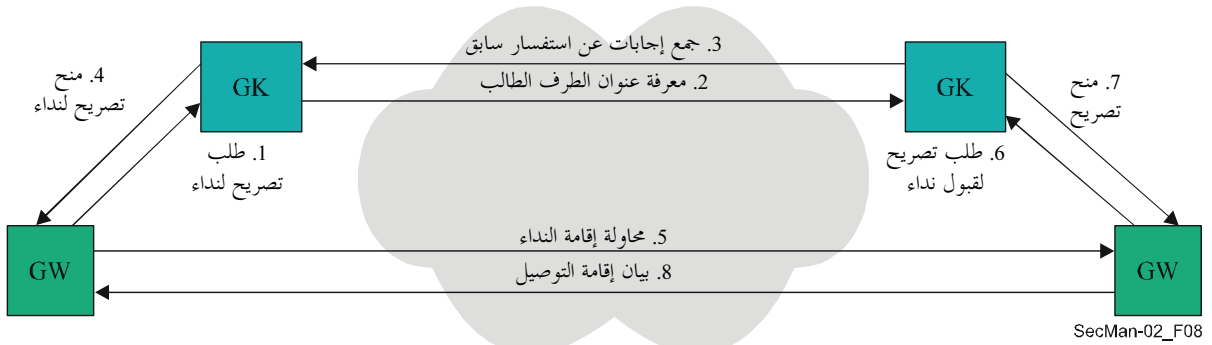 3. جمع إجابات عن استفسار سابق
GK
GK
2. معرفة عنوان الطرف الطالب
4. منح
تصريح لنداء
7. منح
تصريح
1. طلب
تصريح لنداء
6. طلب تصريح
لقبول نداء
5. محاولة إقامة النداء
GW
GW
8. بيان إقامة التوصيل
SecMan-02_F08